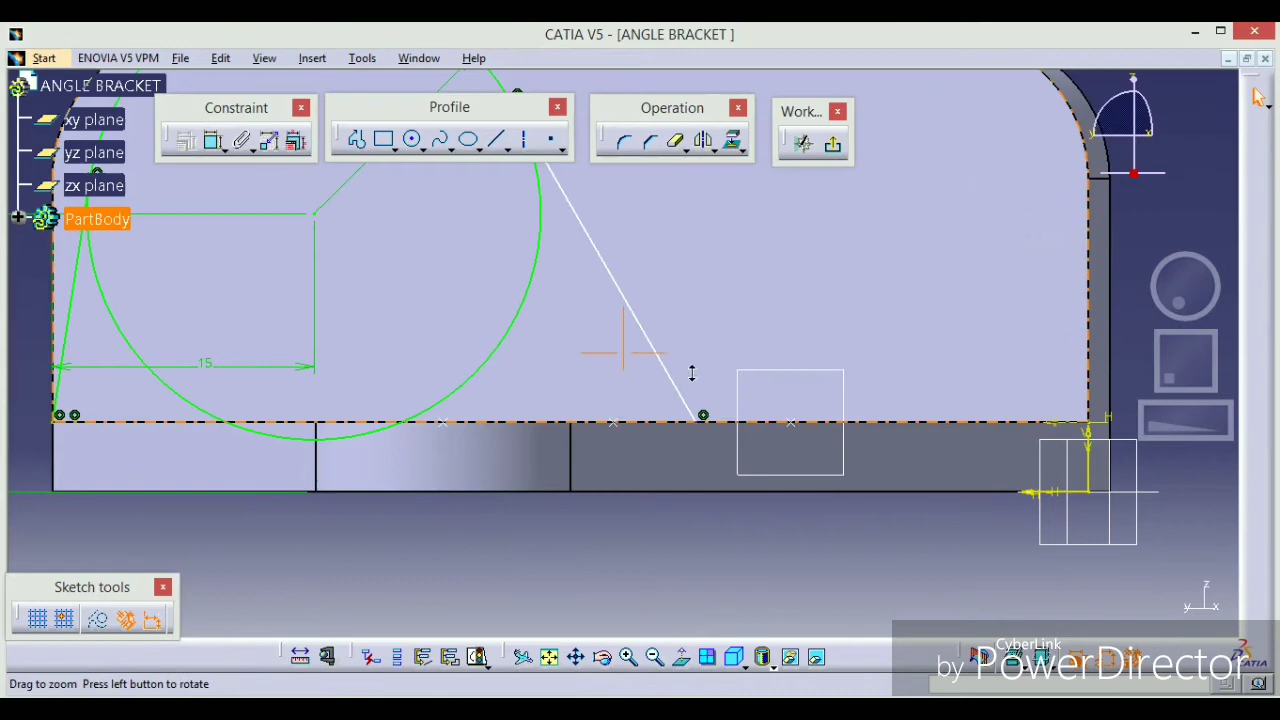 CATIA V5 - [ANGLE BRACKET ]
Start
ENOVIA V5 VPM
File
Edit
View
Insert
Tools
Window
Help
ANGLE BRACKET
xy plane
yz plane
zx plane
PartBody
Constraint
Profile
Operation
Work...
z
y
x
15
H
V
H
Sketch tools
z
y
x
CyberLink
by PowerDirector
CATIA
Drag to zoom Press left button to rotate